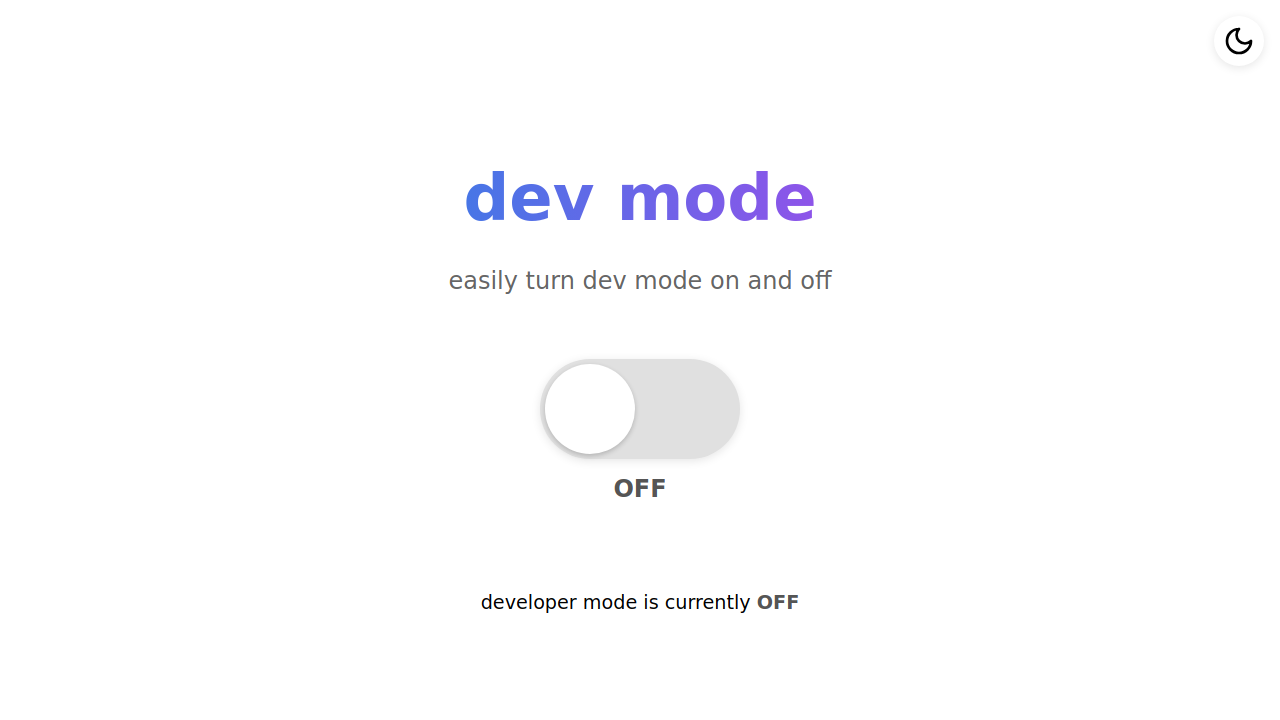 dev mode
easily turn dev mode on and off
OFF
developer mode is currently OFF